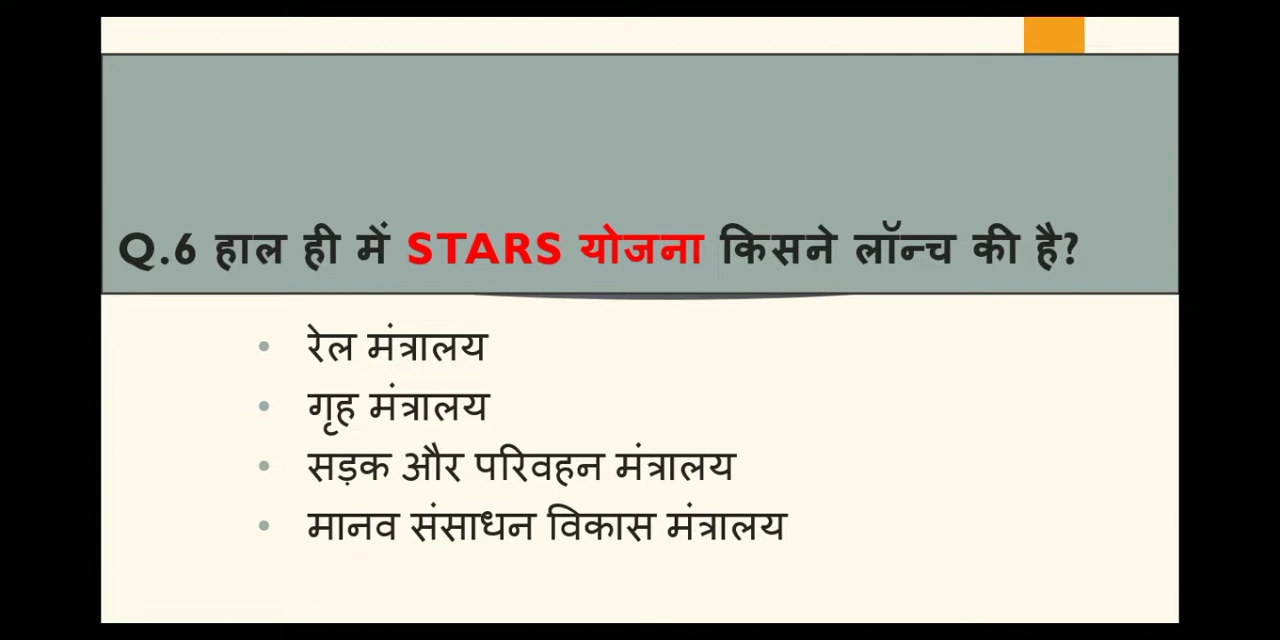 Q.6 हाल ही में STARS योजना किसने लॉन्च की है?
• रेल मंत्रालय
• गृह मंत्रालय
• सड़क और परिवहन मंत्रालय
• मानव संसाधन विकास मंत्रालय